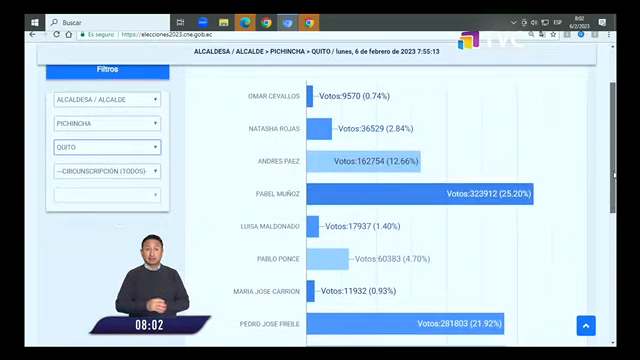 Buscar
ESP
8:02
6/2/2023
Es seguro
https://elecciones2023.cne.gob.ec
TVC
ALCALDESA / ALCALDE > PICHINCHA > QUITO / lunes, 6 de febrero de 2023 7:55:13
Filtros
ALCALDESA / ALCALDE
PICHINCHA
QUITO
--CIRCUNSCRIPCIÓN (TODOS)-
OMAR CEVALLOS
Votos:9570 (0.74%)
NATASHA ROJAS
Votos:36529 (2.84%)
ANDRES PAEZ
Votos:162754 (12.66%)
PABEL MUÑOZ
Votos:323912 (25.20%)
LUISA MALDONADO
Votos:17937 (1.40%)
PABLO PONCE
Votos:60383 (4.70%)
MARIA JOSE CARRION
Votos:11932 (0.93%)
PEDRO JOSE FREILE
Votos:281803 (21.92%)
08:02